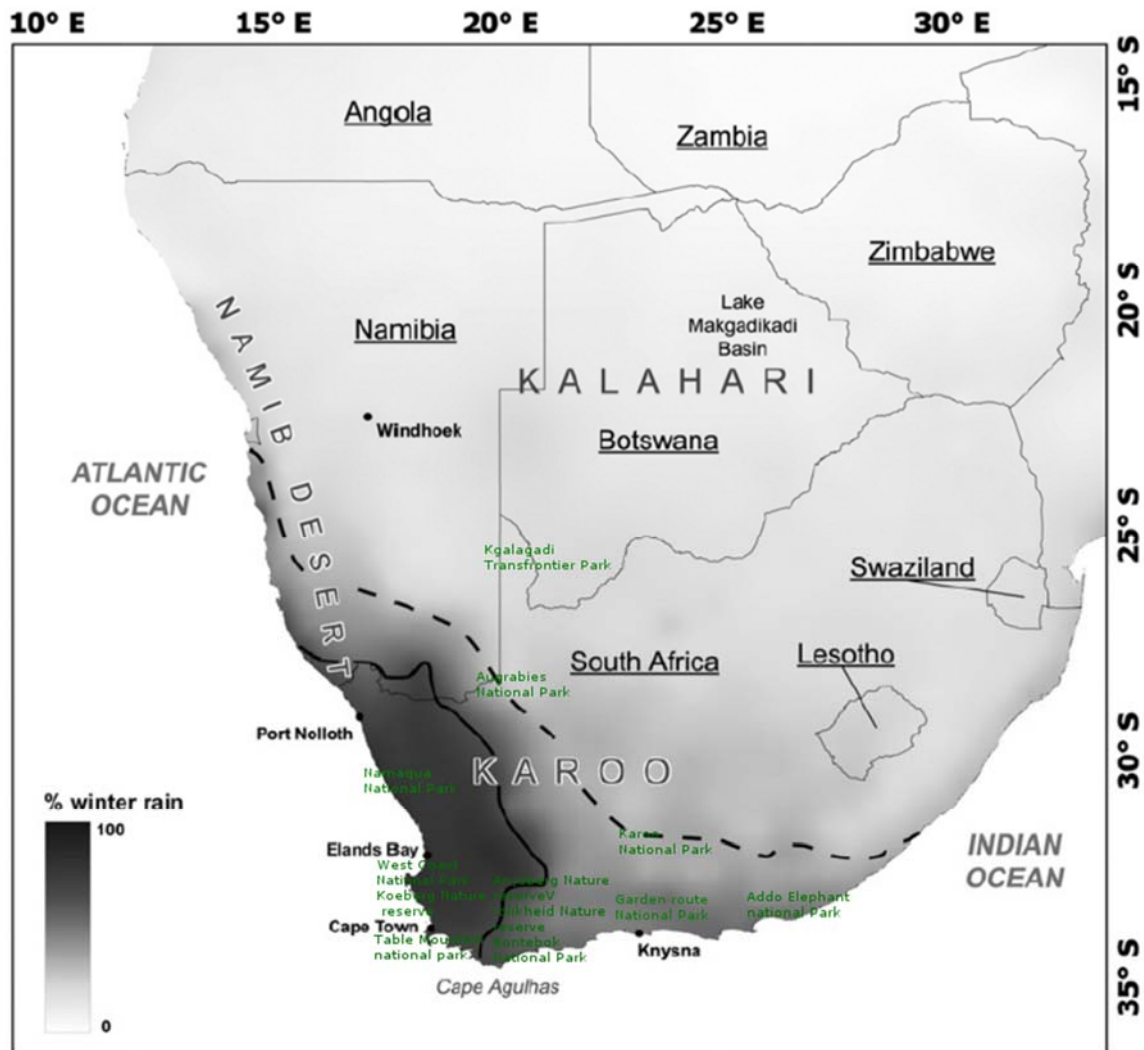 10° E 15° E 20° E 25° E 30° E
15° S
20° S
25° S
30° S
35° S
Angola
Zambia
Zimbabwe
NAMIB DESERT
Namibia
Lake
Makgadikadi
Basin
KALAHARI
Windhoek
Botswana
ATLANTIC
OCEAN
Kgalagadi
Transfrontier Park
Swaziland
South Africa
Lesotho
Augrabies
National Park
Port Nolloth
KAROO
Namaqua
National Park
% winter rain
100
0
Karoo
National Park
INDIAN
OCEAN
Elands Bay
West Coast
National Park
Koeberg Nature
reserve
Nature
Nature
reserve
Bontebok
National Park
Garden route
National Park
Addo Elephant
national Park
Cape Town
Table Mountain
national park
Knysna
Cape Agulhas